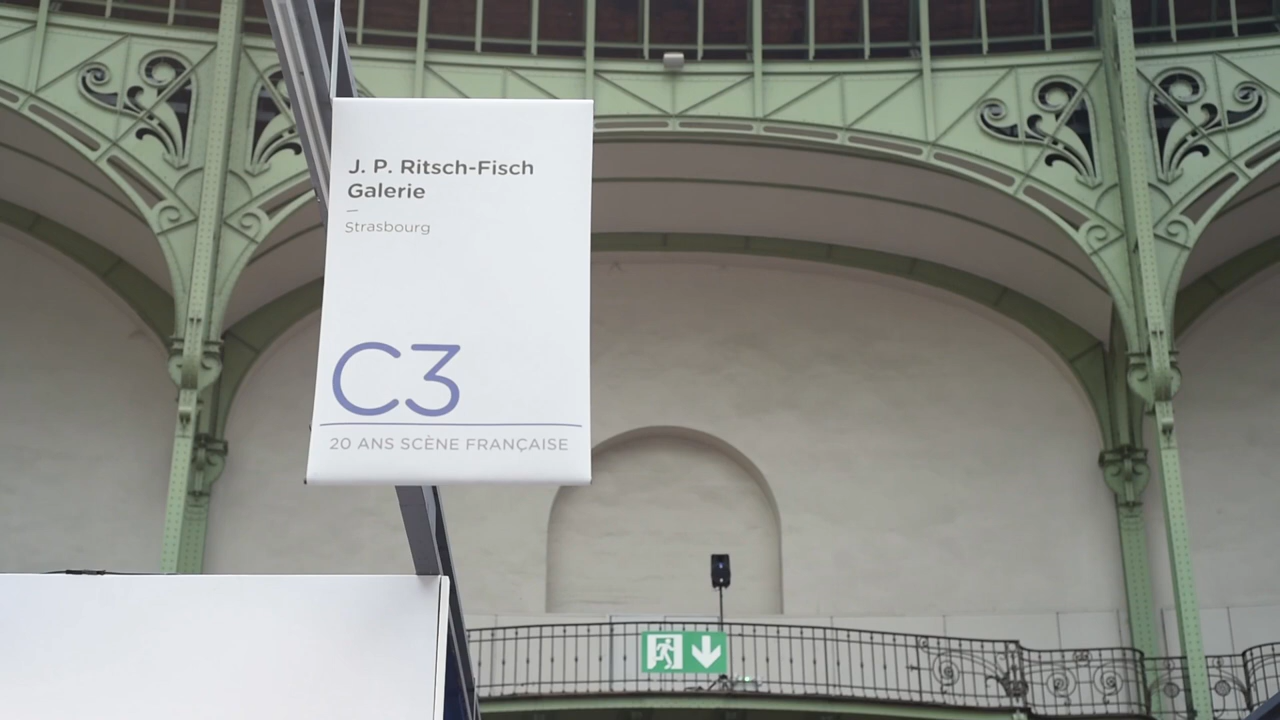 J. P. Ritsch-Fisch
Galerie
Strasbourg
C3
20 ANS SCÈNE FRANÇAISE